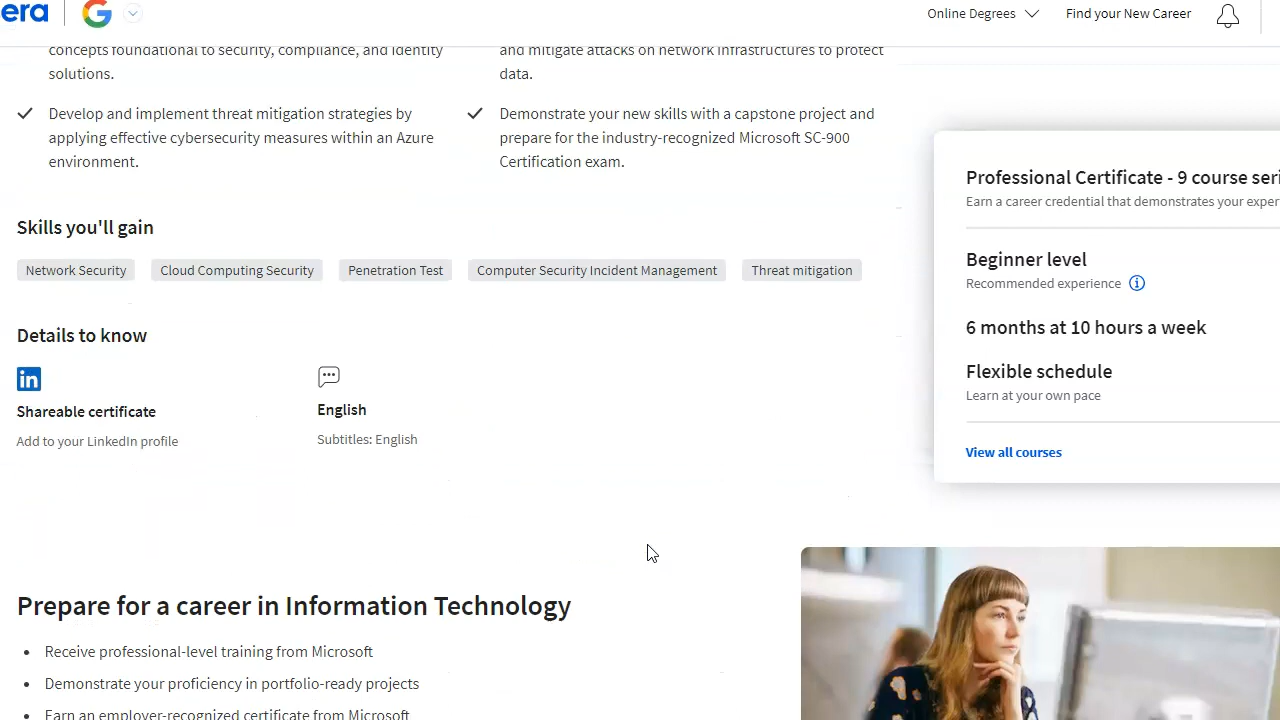 era
Online Degrees
Find your New Career
concepts foundational to security, compliance, and identity
solutions.
and mitigate attacks on network infrastructures to protect
data.
Develop and implement threat mitigation strategies by
applying effective cybersecurity measures within an Azure
environment.
Demonstrate your new skills with a capstone project and
prepare for the industry-recognized Microsoft SC-900
Certification exam.
Skills you'll gain
Network Security
Cloud Computing Security
Penetration Test
Computer Security Incident Management
Threat mitigation
Details to know
in
Shareable certificate
Add to your LinkedIn profile
English
Subtitles: English
Professional Certificate - 9 course seri
Earn a career credential that demonstrates your exper
Beginner level
Recommended experience
6 months at 10 hours a week
Flexible schedule
Learn at your own pace
View all courses
Prepare for a career in Information Technology
• Receive professional-level training from Microsoft
• Demonstrate your proficiency in portfolio-ready projects
• Earn an employer-recognized certificate from Microsoft